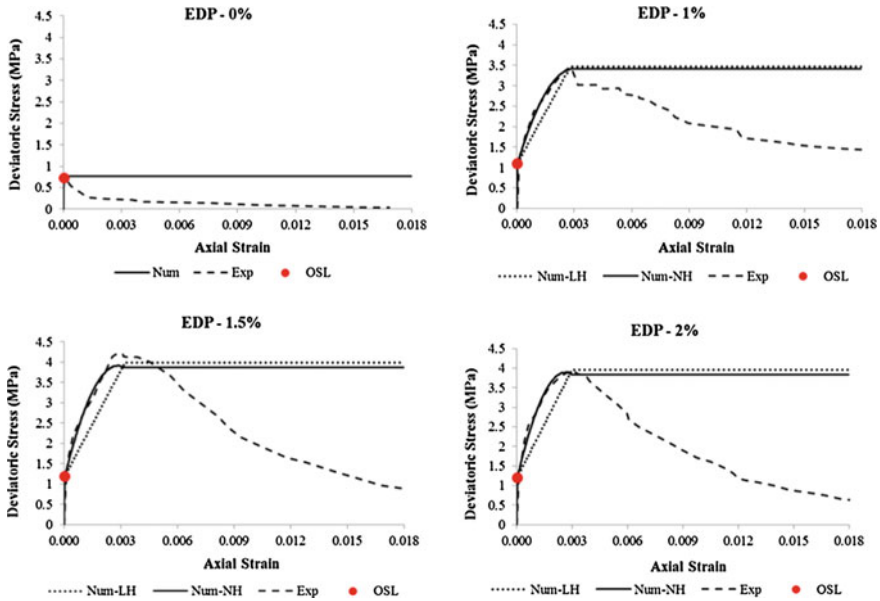 EDP - 0%
Deviatoric Stress (MPa)
4.5
4
3.5
3
2.5
2
1.5
1
0.5
0
0.000 0.003 0.006 0.009 0.012 0.015 0.018
Axial Strain
Num Exp OSL
EDP - 1%
Deviatoric Stress (MPa)
4.5
4
3.5
3
2.5
2
1.5
1
0.5
0
0.000 0.003 0.006 0.009 0.012 0.015 0.018
Axial Strain
Num-LH Num-NH Exp OSL
EDP - 1.5%
Deviatoric Stress (MPa)
4.5
4
3.5
3
2.5
2
1.5
1
0.5
0
0.000 0.003 0.006 0.009 0.012 0.015 0.018
Axial Strain
Num-LH Num-NH Exp OSL
EDP - 2%
Deviatoric Stress (MPa)
4.5
4
3.5
3
2.5
2
1.5
1
0.5
0
0.000 0.003 0.006 0.009 0.012 0.015 0.018
Axial Strain
Num-LH Num-NH Exp OSL